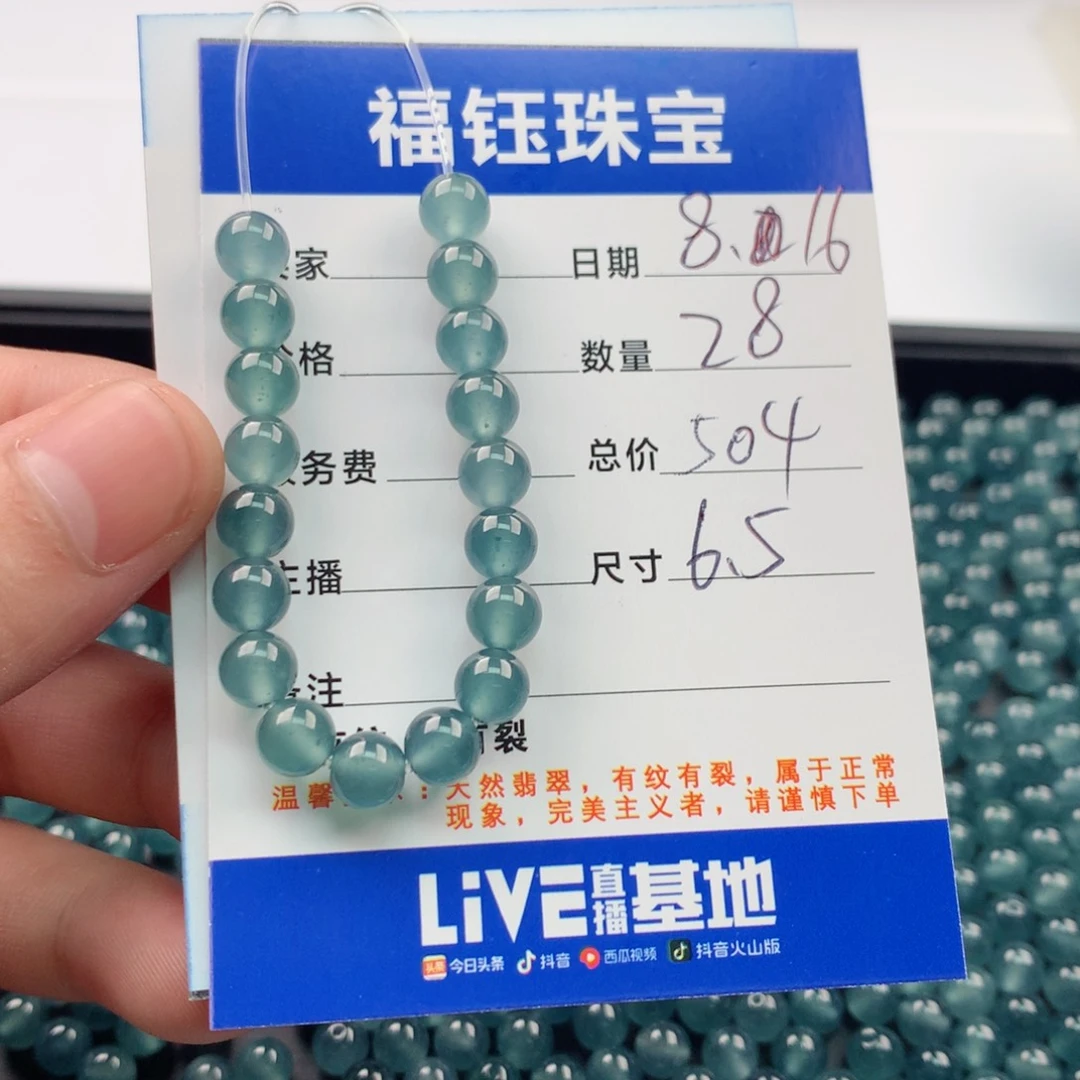 福钰珠宝
家 日期 8. 16
格 数量 28
务费 总价 504
主播 尺寸 6.5
注
有裂
温馨 : 天然翡翠，有纹有裂，属于正常
现象，完美主义者，请谨慎下单
LiVE直播基地
头条 今日头条 抖音 西瓜视频 抖音火山版